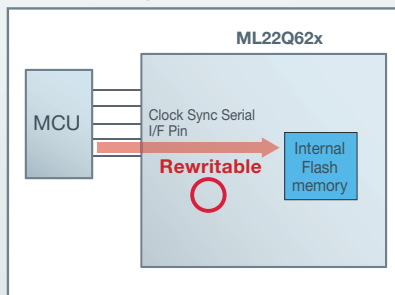 ML22Q62x
MCU
Clock Sync Serial
I/F Pin
Rewritable
Internal
Flash
memory